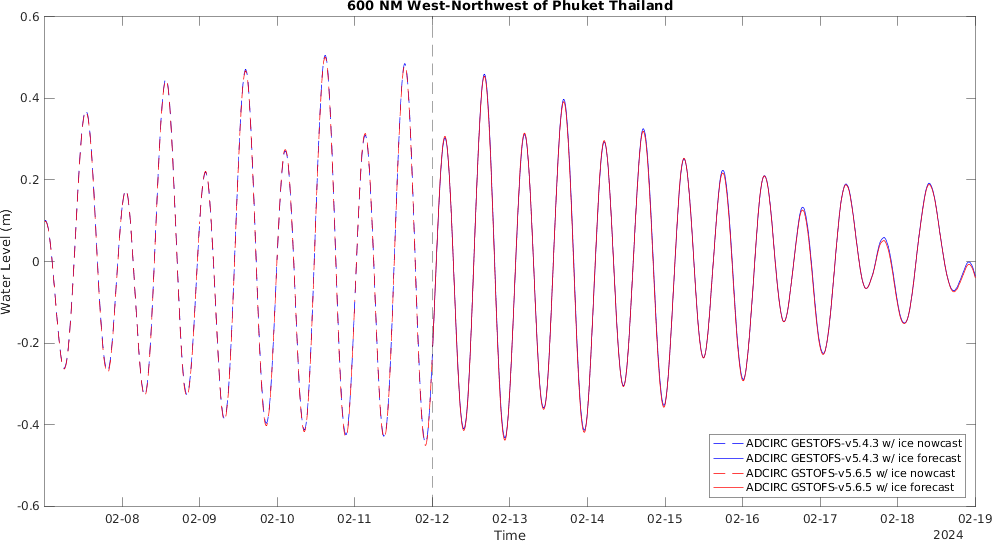 600 NM West-Northwest of Phuket Thailand
Water Level (m)
0.6
0.4
0.2
0
-0.2
-0.4
-0.6
ADCIRC GESTOFS-v5.4.3 w/ ice nowcast
ADCIRC GESTOFS-v5.4.3 w/ ice forecast
ADCIRC GSTOFS-v5.6.5 w/ ice nowcast
ADCIRC GSTOFS-v5.6.5 w/ ice forecast
02-08 02-09 02-10 02-11 02-12 02-13 02-14 02-15 02-16 02-17 02-18 02-19
Time
2024